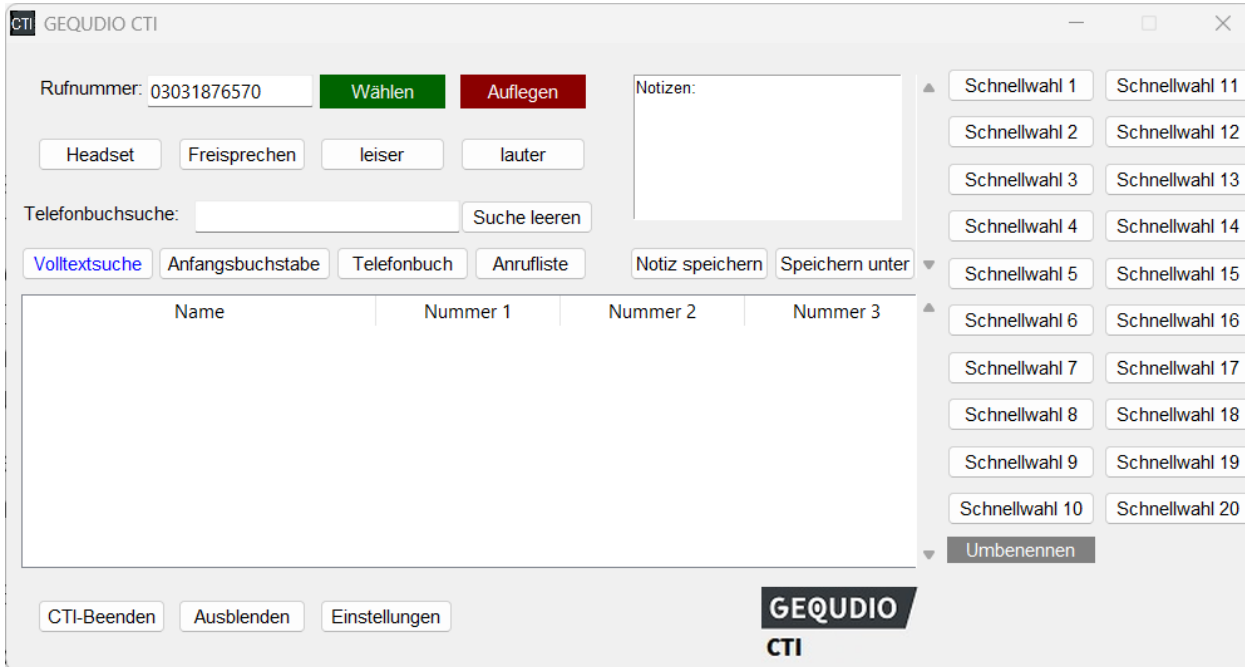 CTI GEQUDIO CTI
Rufnummer: 03031876570 Wählen Auflegen
Notizen:
Headset Freisprechen leiser lauter
Telefonbuchsuche: Suche leeren
Volltextsuche Anfangsbuchstabe Telefonbuch Anrufliste Notiz speichern Speichern unter
Name Nummer 1 Nummer 2 Nummer 3
Schnellwahl 1 Schnellwahl 11
Schnellwahl 2 Schnellwahl 12
Schnellwahl 3 Schnellwahl 13
Schnellwahl 4 Schnellwahl 14
Schnellwahl 5 Schnellwahl 15
Schnellwahl 6 Schnellwahl 16
Schnellwahl 7 Schnellwahl 17
Schnellwahl 8 Schnellwahl 18
Schnellwahl 9 Schnellwahl 19
Schnellwahl 10 Schnellwahl 20
Umbenennen
CTI-Beenden Ausblenden Einstellungen
GEQUDIO
CTI